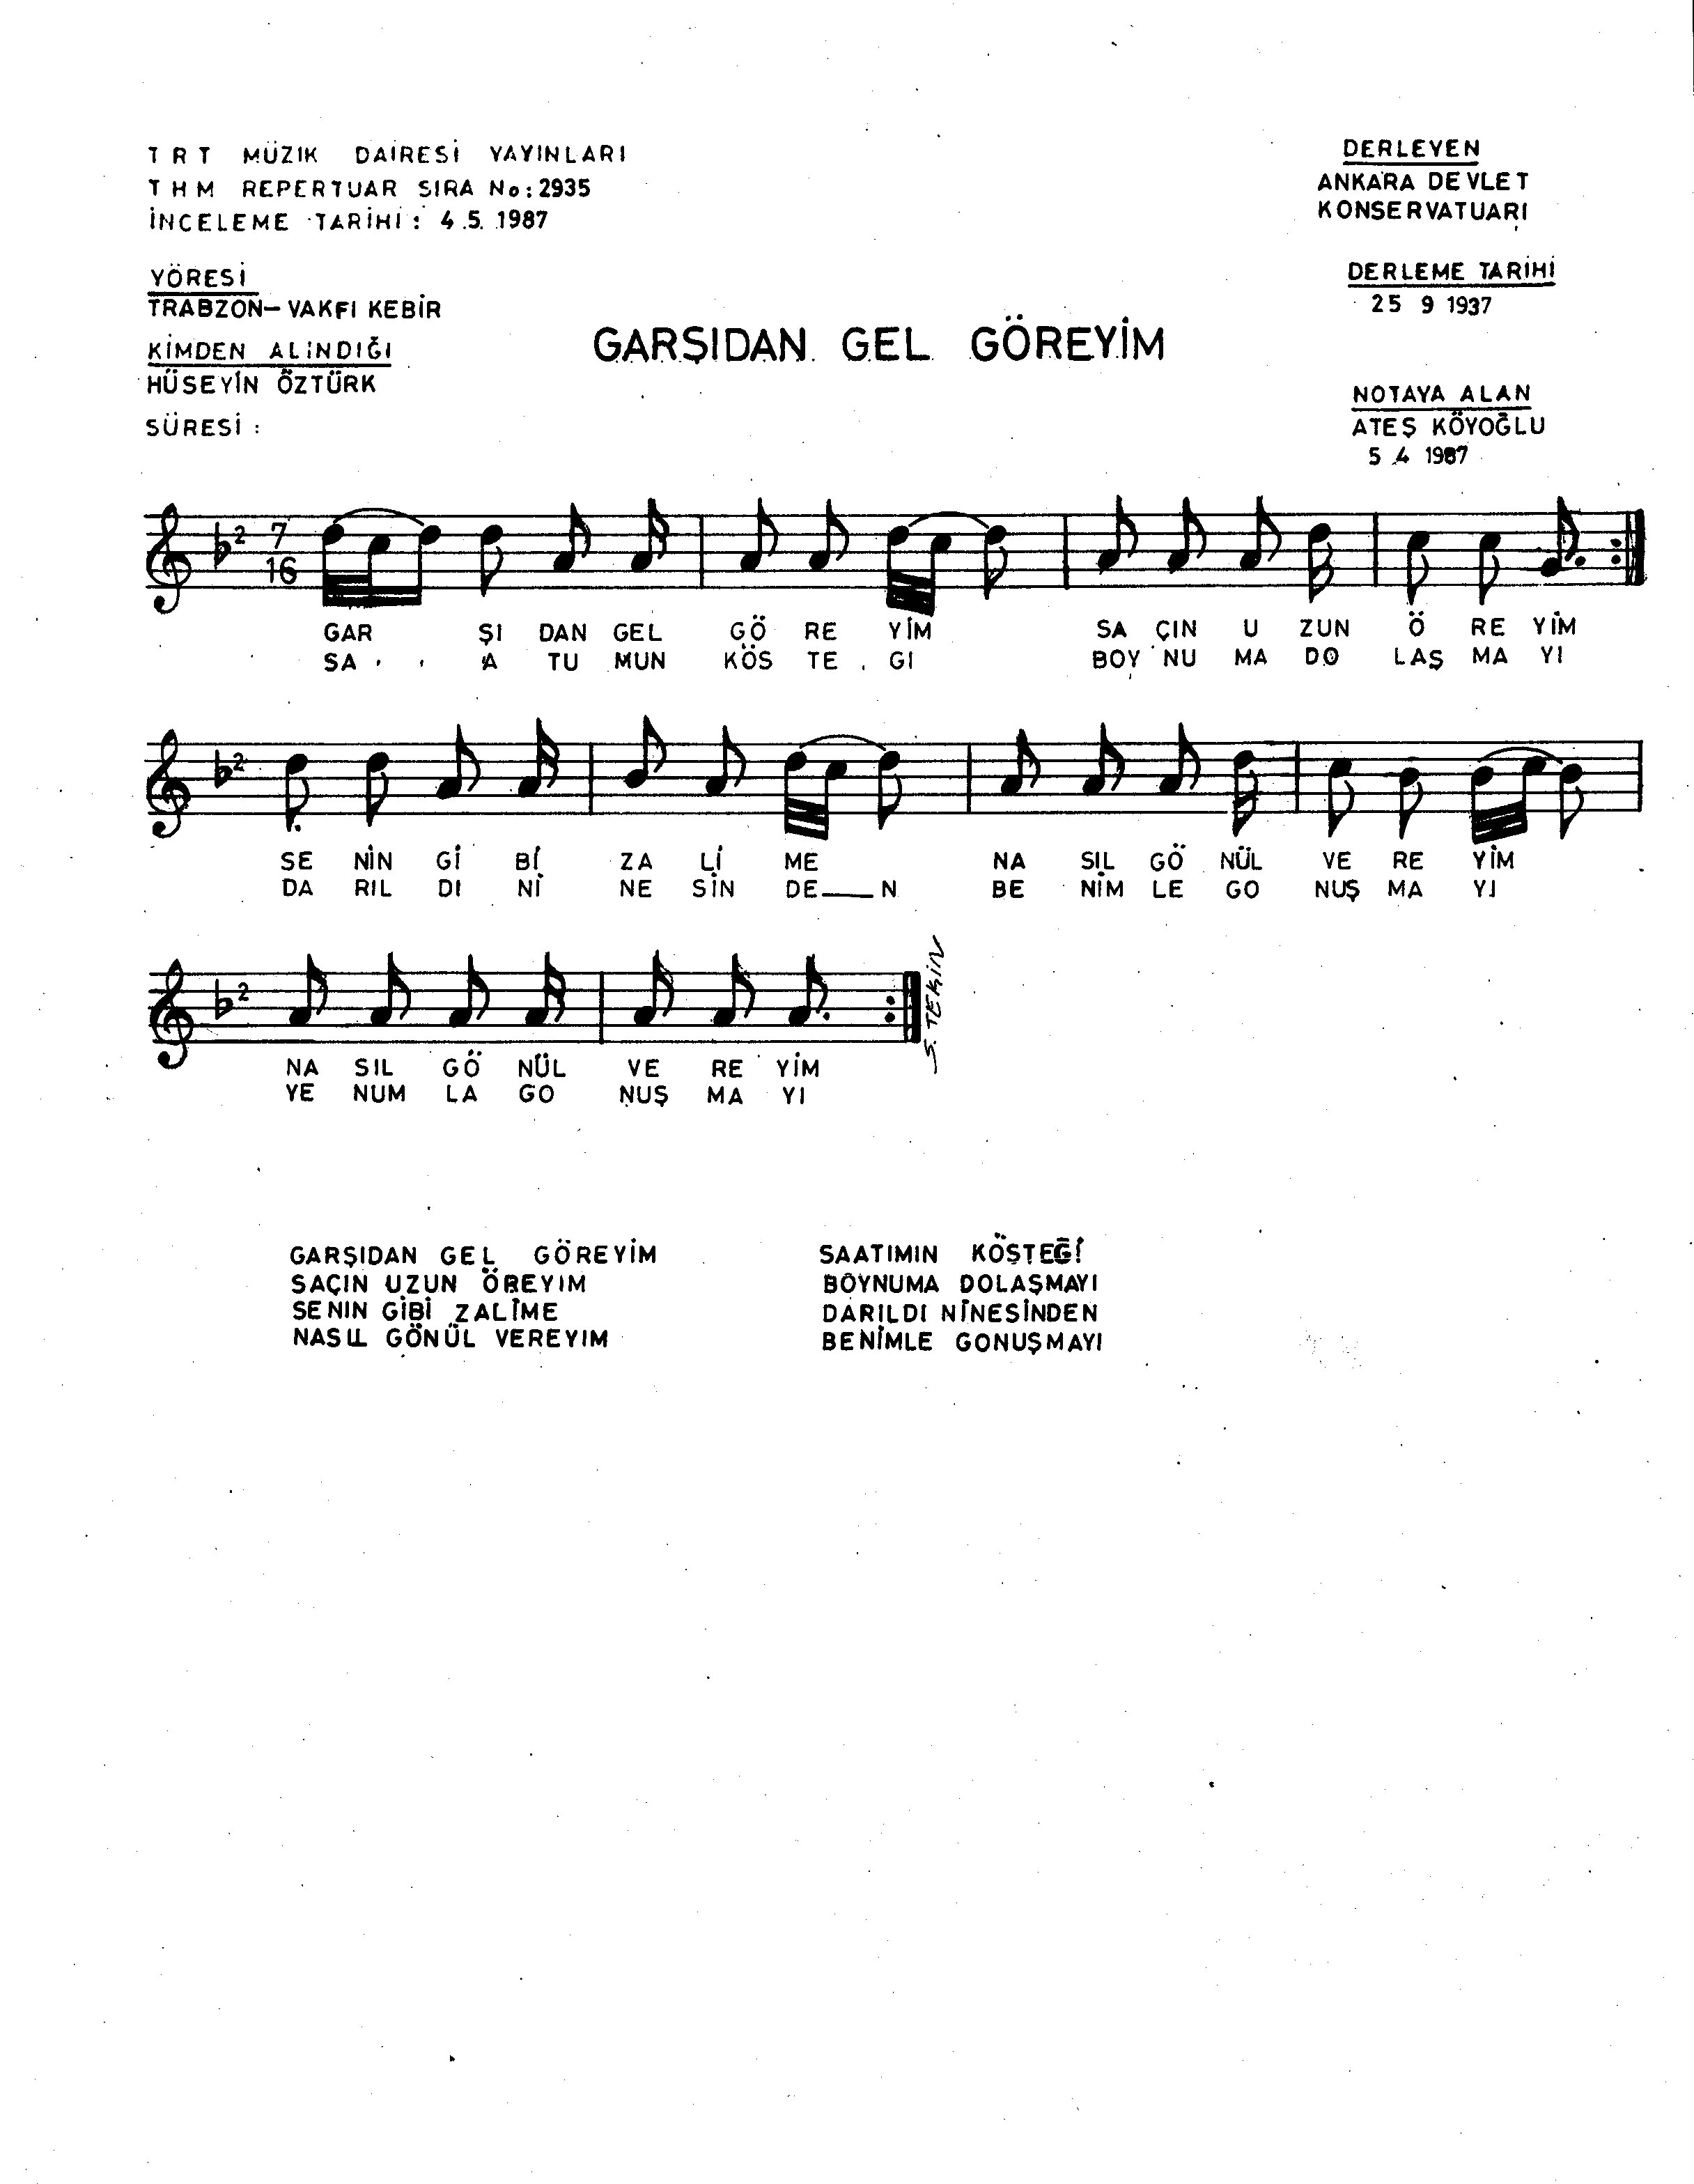 TRT MÜZIK DAİRESİ YAYINLARI
THM REPERTUAR SIRA No: 2935
İNCELEME TARİHİ: 4.5.1987
DERLEYEN
ANKARA DEVLET
KONSERVATUARI
YÖRESİ
TRABZON-VAKFI KEBİR
DERLEME TARİHİ
25 9 1937
KİMDEN ALINDIĞI
HÜSEYİN ÖZTÜRK
GARŞIDAN GEL GÖREYİM
SÜRESİ:
NOTAYA ALAN
ATEŞ KÖYOĞLU
5 4 1987
2 7
16
GAR ŞI DAN GEL GÖ RE YİM SA ÇIN U ZUN Ö RE YİM
SA A TU MUN KÖS TE GI BOY NU MA DO LAŞ MA YI
2
SE NİN Gİ Bİ ZA Lİ ME NA SIL GÖ NÜL VE RE YİM
DA RIL DI NI NE SİN DE—N BE NİM LE GO NUŞ MA YI
2
NA SIL GÖ NÜL VE RE YİM
YE NUM LA GO NUŞ MA YI
S. TEKİN
GARŞIDAN GEL GÖREYİM
SAÇIN UZUN ÖREYIM
SENIN GİBİ ZALİME
NASIL GÖNÜL VEREYIM
SAATIMIN KÖSTEĞİ
BOYNUMA DOLAŞMAYI
DARILDI NİNESİNDEN
BENİMLE GONUŞMAYI